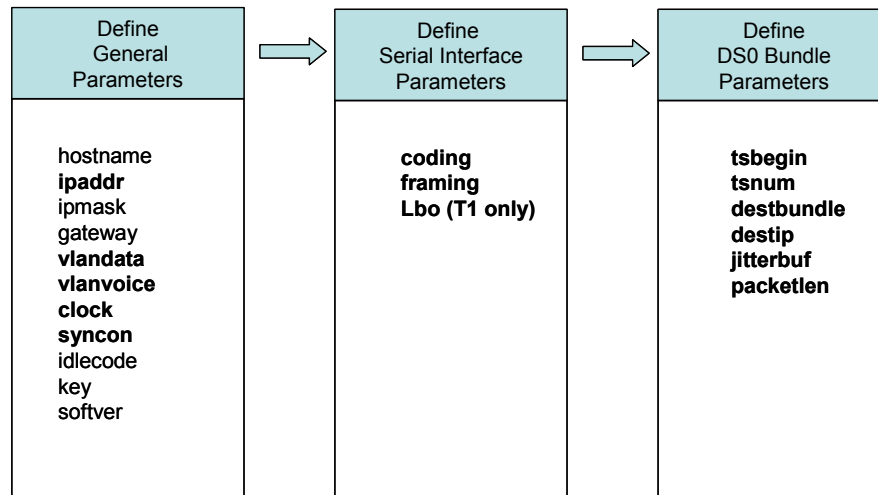 Define
General
Parameters
hostname
ipaddr
ipmask
gateway
vlandata
vlanvoice
clock
syncon
idlecode
key
softver
Define
Serial Interface
Parameters
coding
framing
Lbo (T1 only)
Define
DS0 Bundle
Parameters
tsbegin
tsnum
destbundle
destip
jitterbuf
packetlen